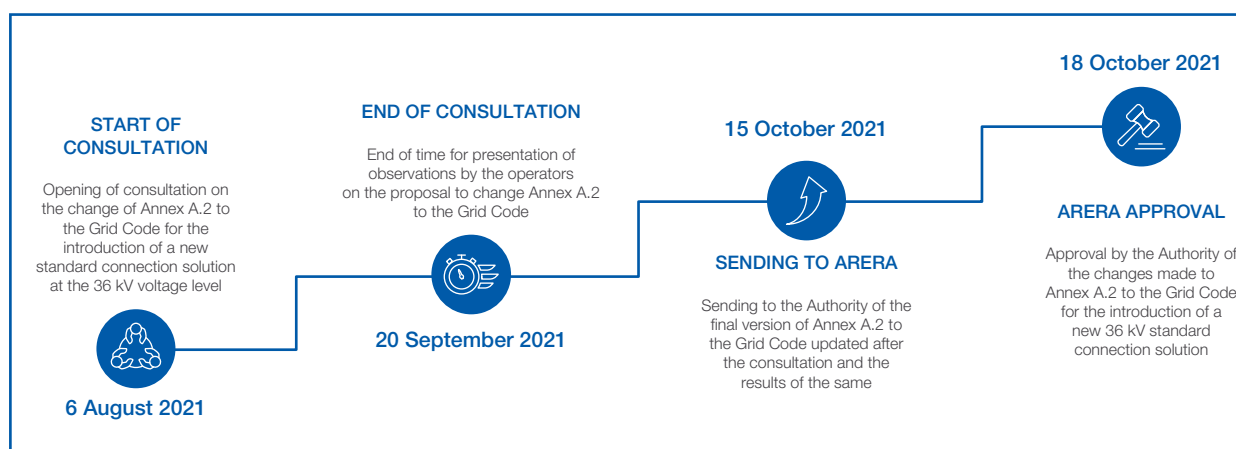 START OF
CONSULTATION
Opening of consultation on
the change of Annex A.2 to
the Grid Code for the
introduction of a new
standard connection solution
at the 36 kV voltage level
6 August 2021
END OF CONSULTATION
End of time for presentation of
observations by the operators
on the proposal to change Annex A.2
to the Grid Code
20 September 2021
15 October 2021
SENDING TO ARERA
Sending to the Authority of the
final version of Annex A.2 to
the Grid Code updated after
the consultation and the
results of the same
18 October 2021
ARERA APPROVAL
Approval by the Authority of
the changes made to
Annex A.2 to the Grid Code
for the introduction of a
new 36 kV standard
connection solution